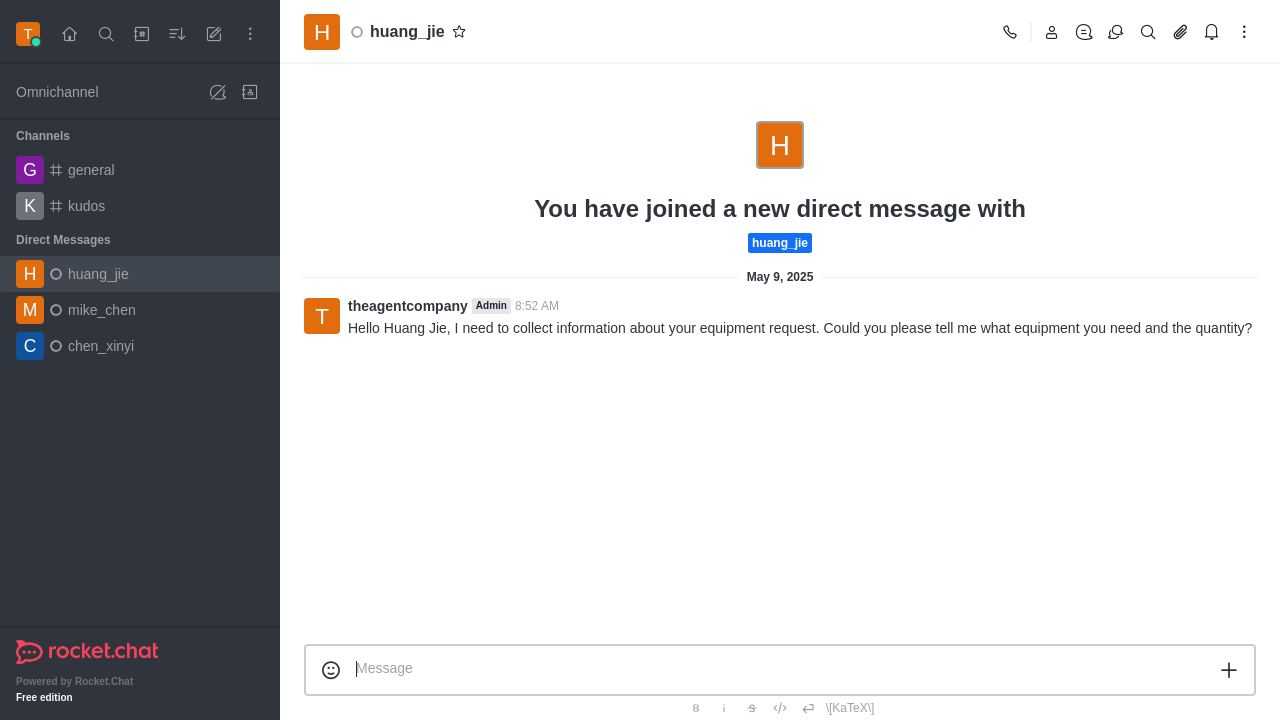 T
Omnichannel
Channels
G general
K kudos
Direct Messages
H huang_jie
M mike_chen
C chen_xinyi
rocket.chat
Powered by Rocket.Chat
Free edition
H huang_jie
H
You have joined a new direct message with
huang_jie
May 9, 2025
T theagentcompany Admin 8:52 AM
Hello Huang Jie, I need to collect information about your equipment request. Could you please tell me what equipment you need and the quantity?
Message
B i S \[KaTeX\]